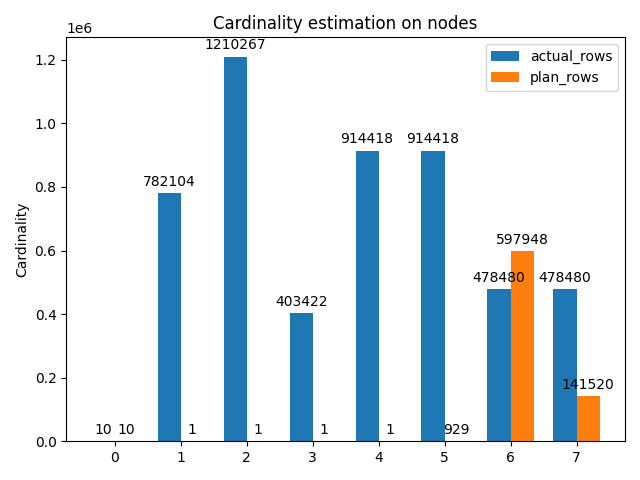 Cardinality estimation on nodes
1e6
actual_rows
plan_rows
Cardinality
1.2
1.0
0.8
0.6
0.4
0.2
0.0
10 10
782104 1
1210267 1
403422 1
914418 1
914418 929
478480 597948
478480 141520
0 1 2 3 4 5 6 7